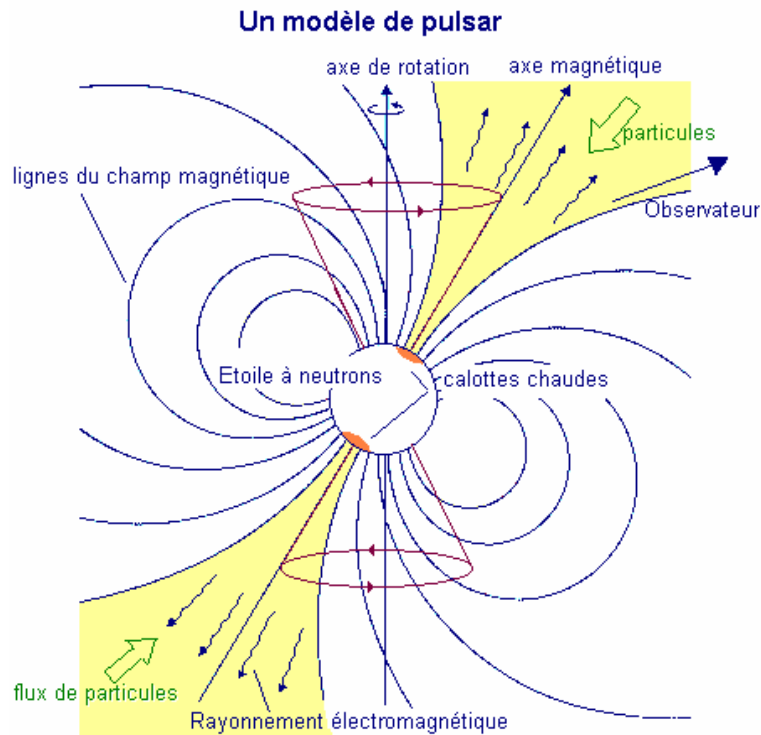 Un modèle de pulsar
axe de rotation
axe magnétique
particules
lignes du champ magnétique
Observateur
Etoile à neutrons
calottes chaudes
flux de particules
Rayonnement électromagnétique